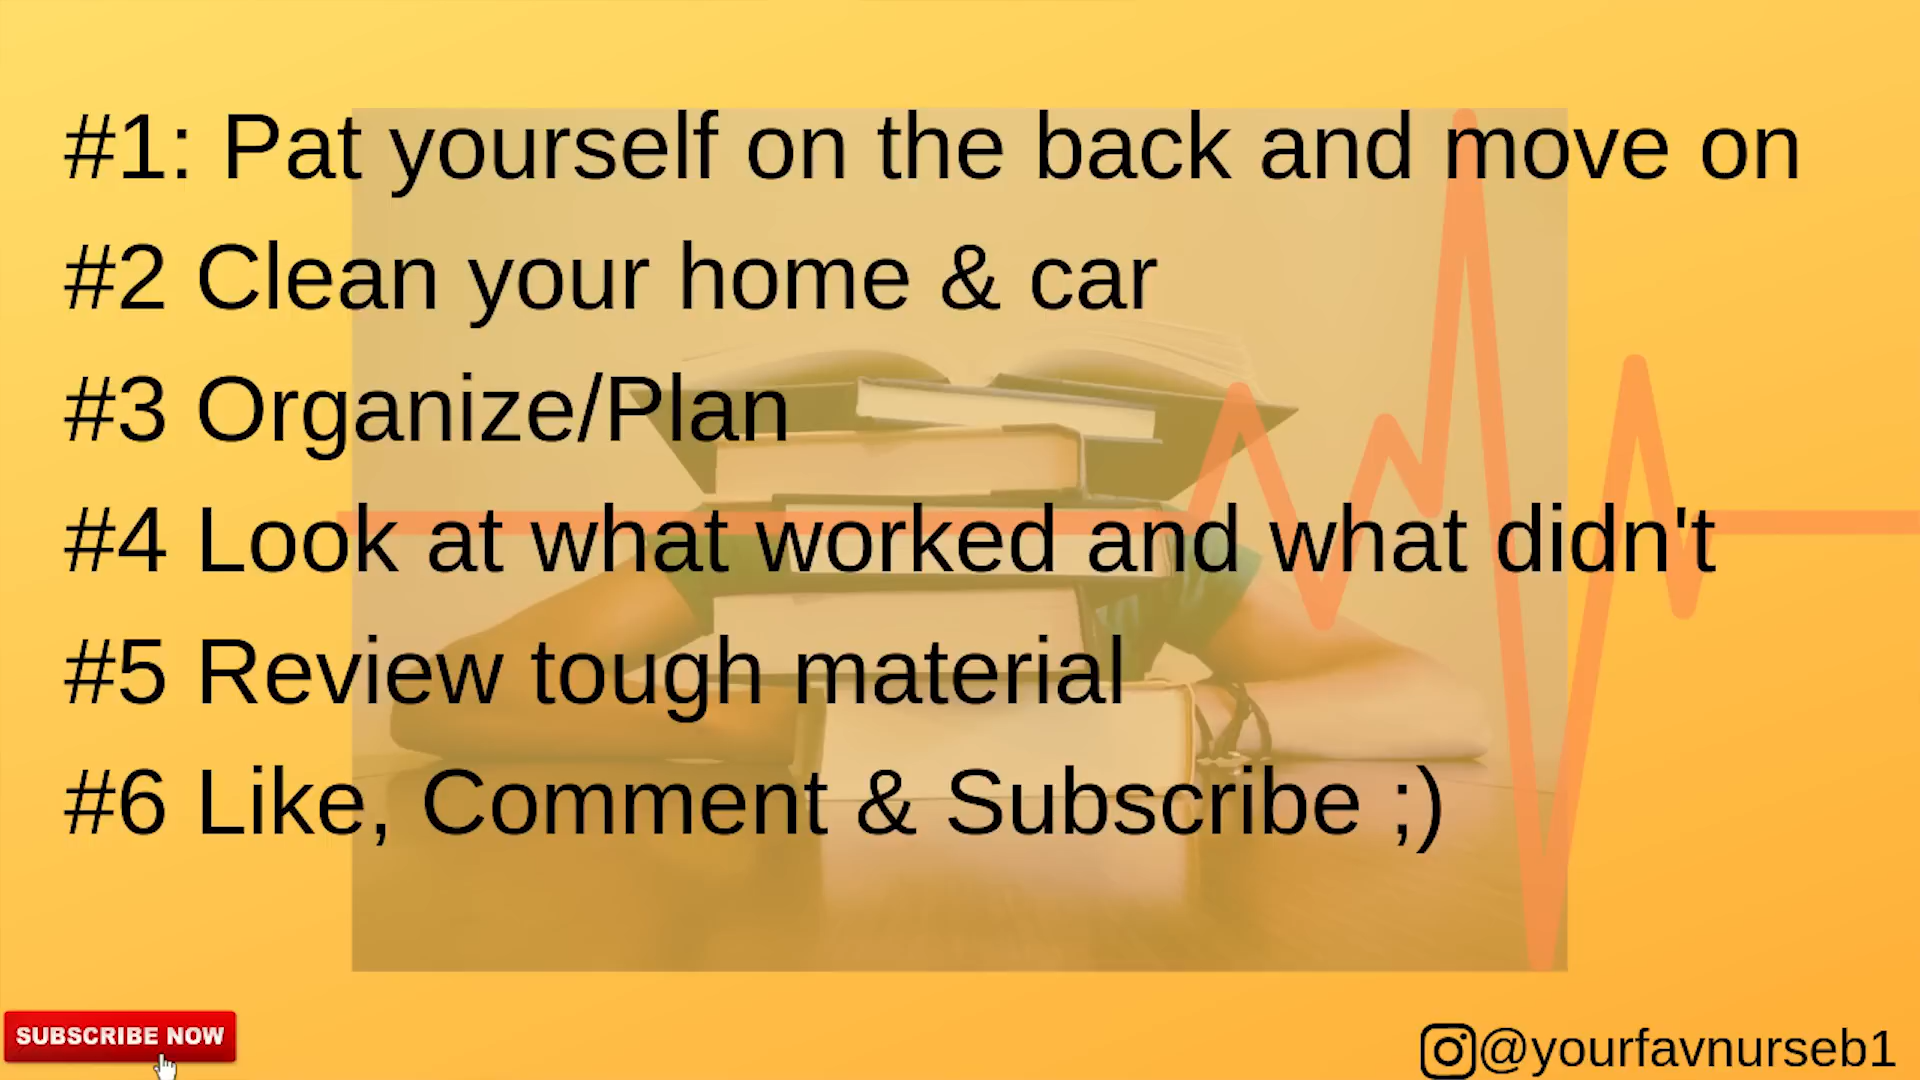 #1: Pat yourself on the back and move on
#2 Clean your home & car
#3 Organize/Plan
#4 Look at what worked and what didn't
#5 Review tough material
#6 Like, Comment & Subscribe ;)
SUBSCRIBE NOW
@yourfavnurseb1